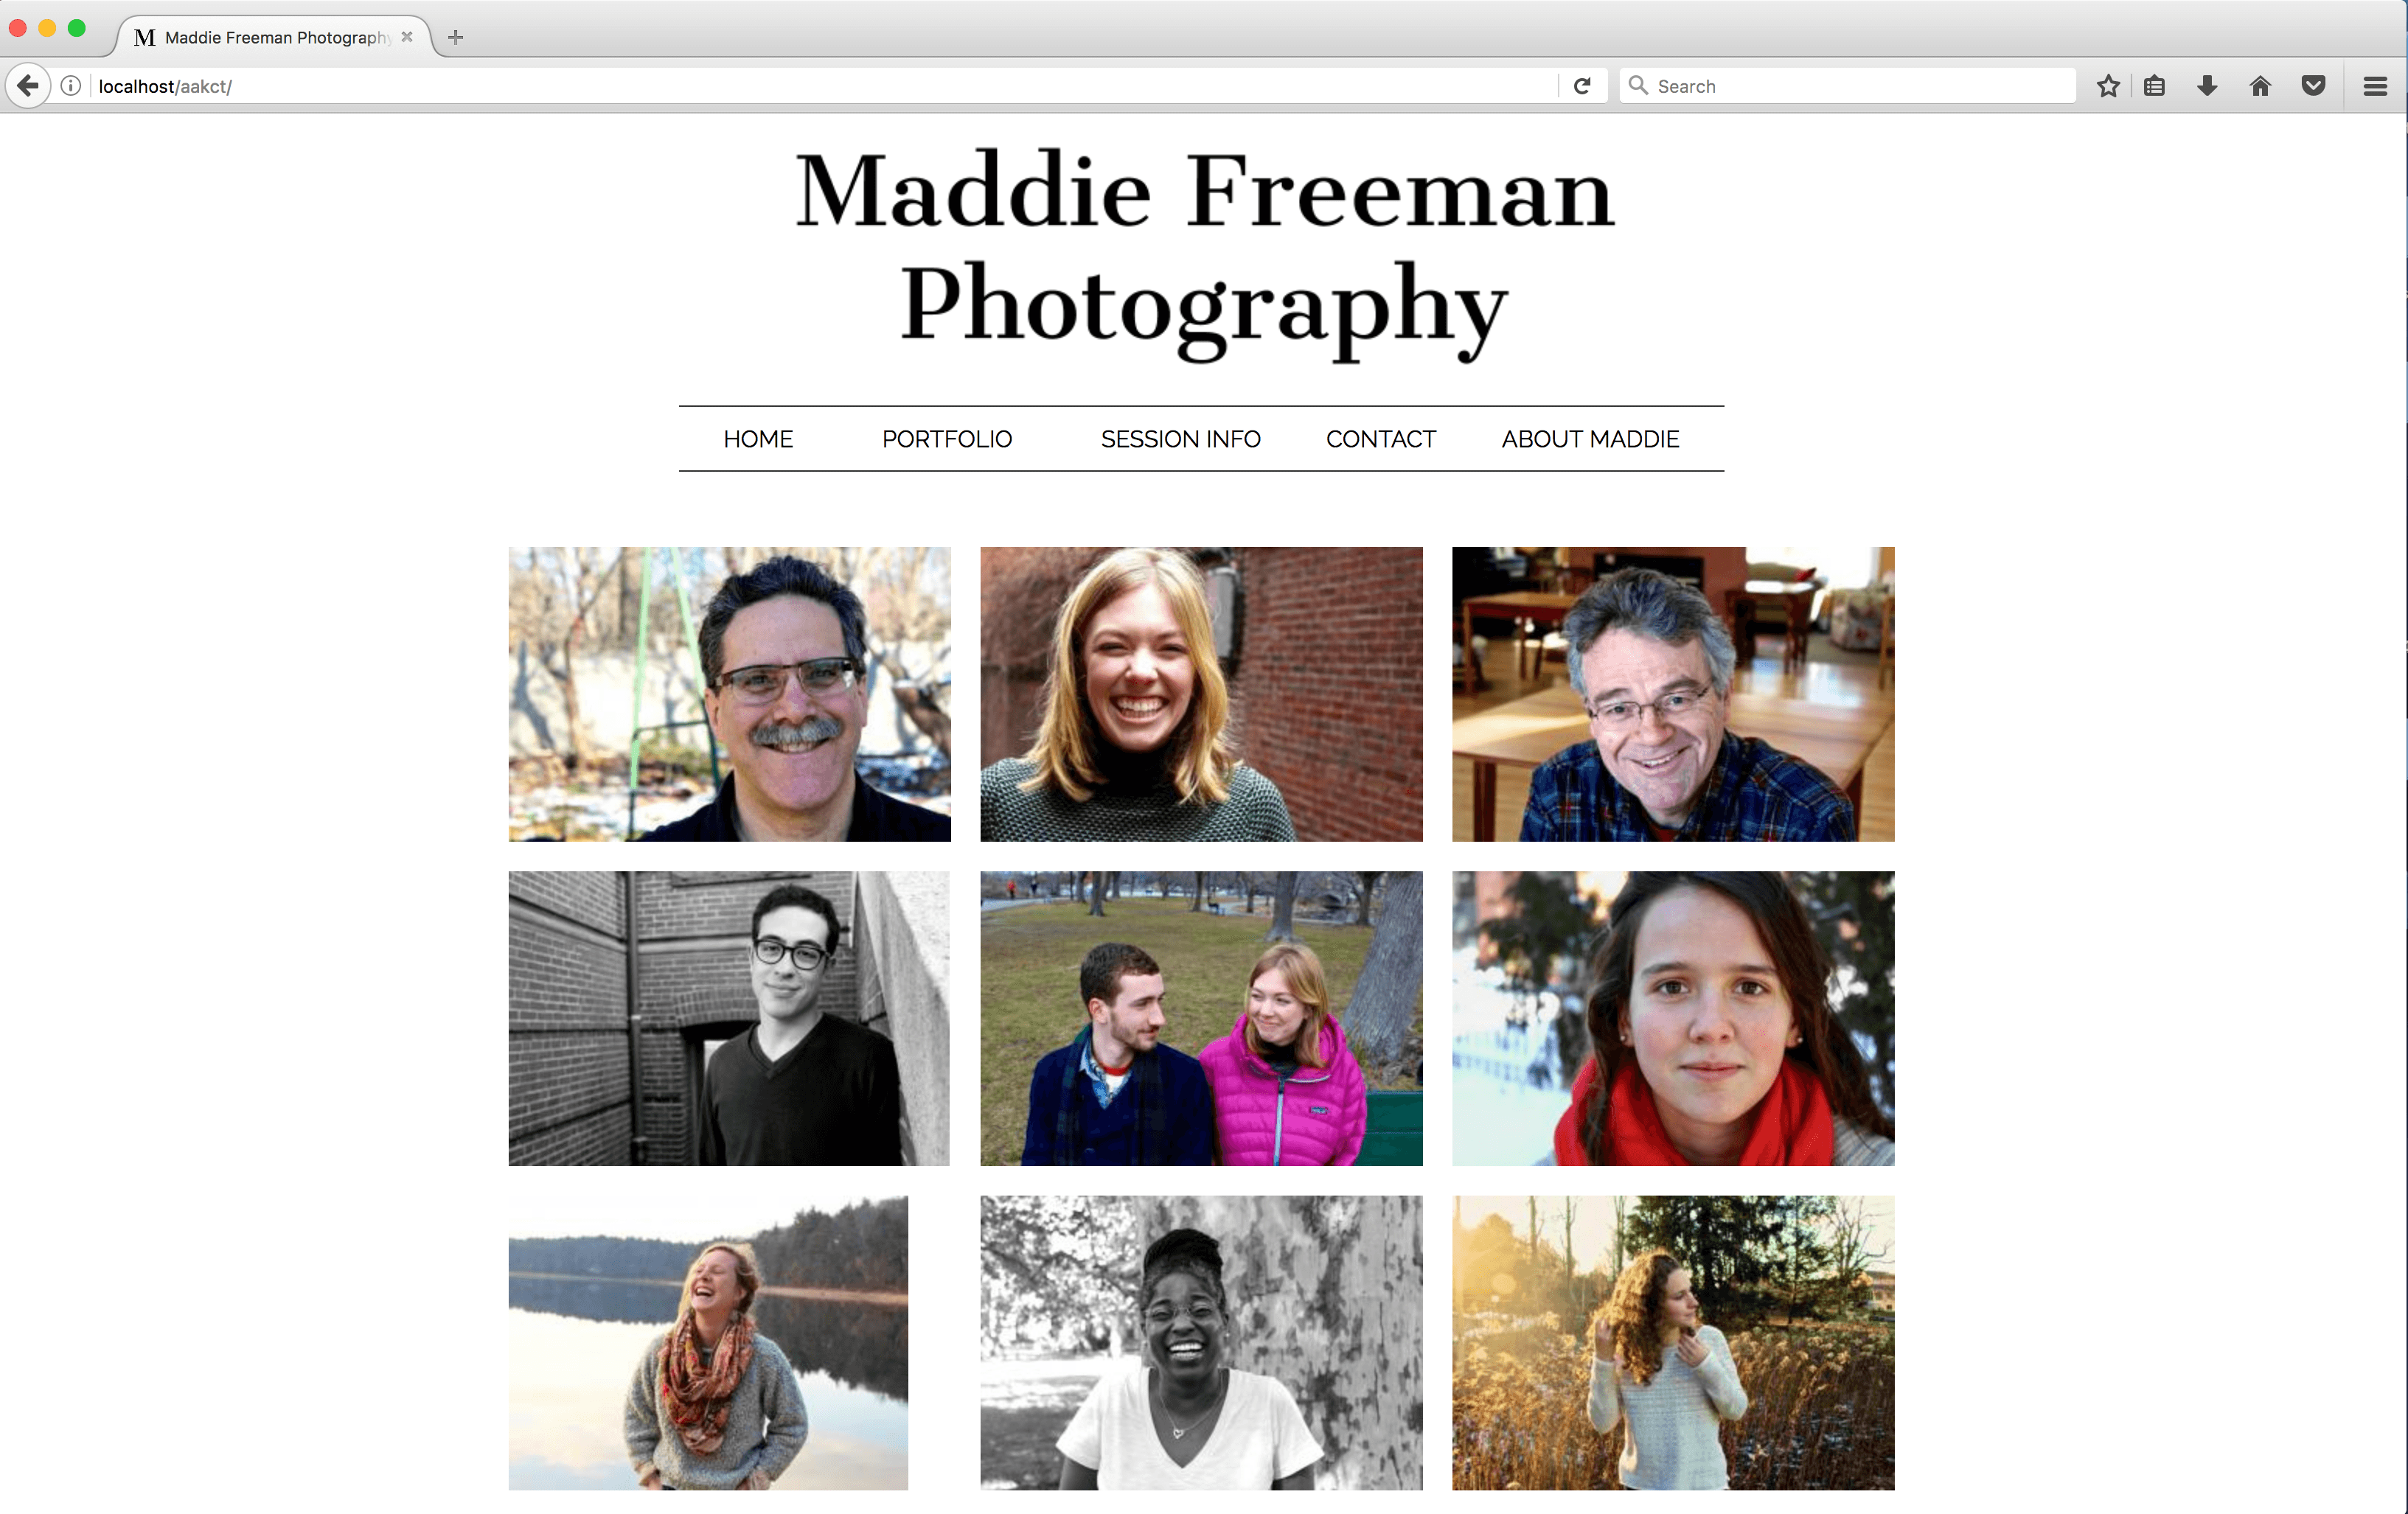 M Maddie Freeman Photography
localhost/aakct/
Search
Maddie Freeman
Photography
HOME PORTFOLIO SESSION INFO CONTACT ABOUT MADDIE